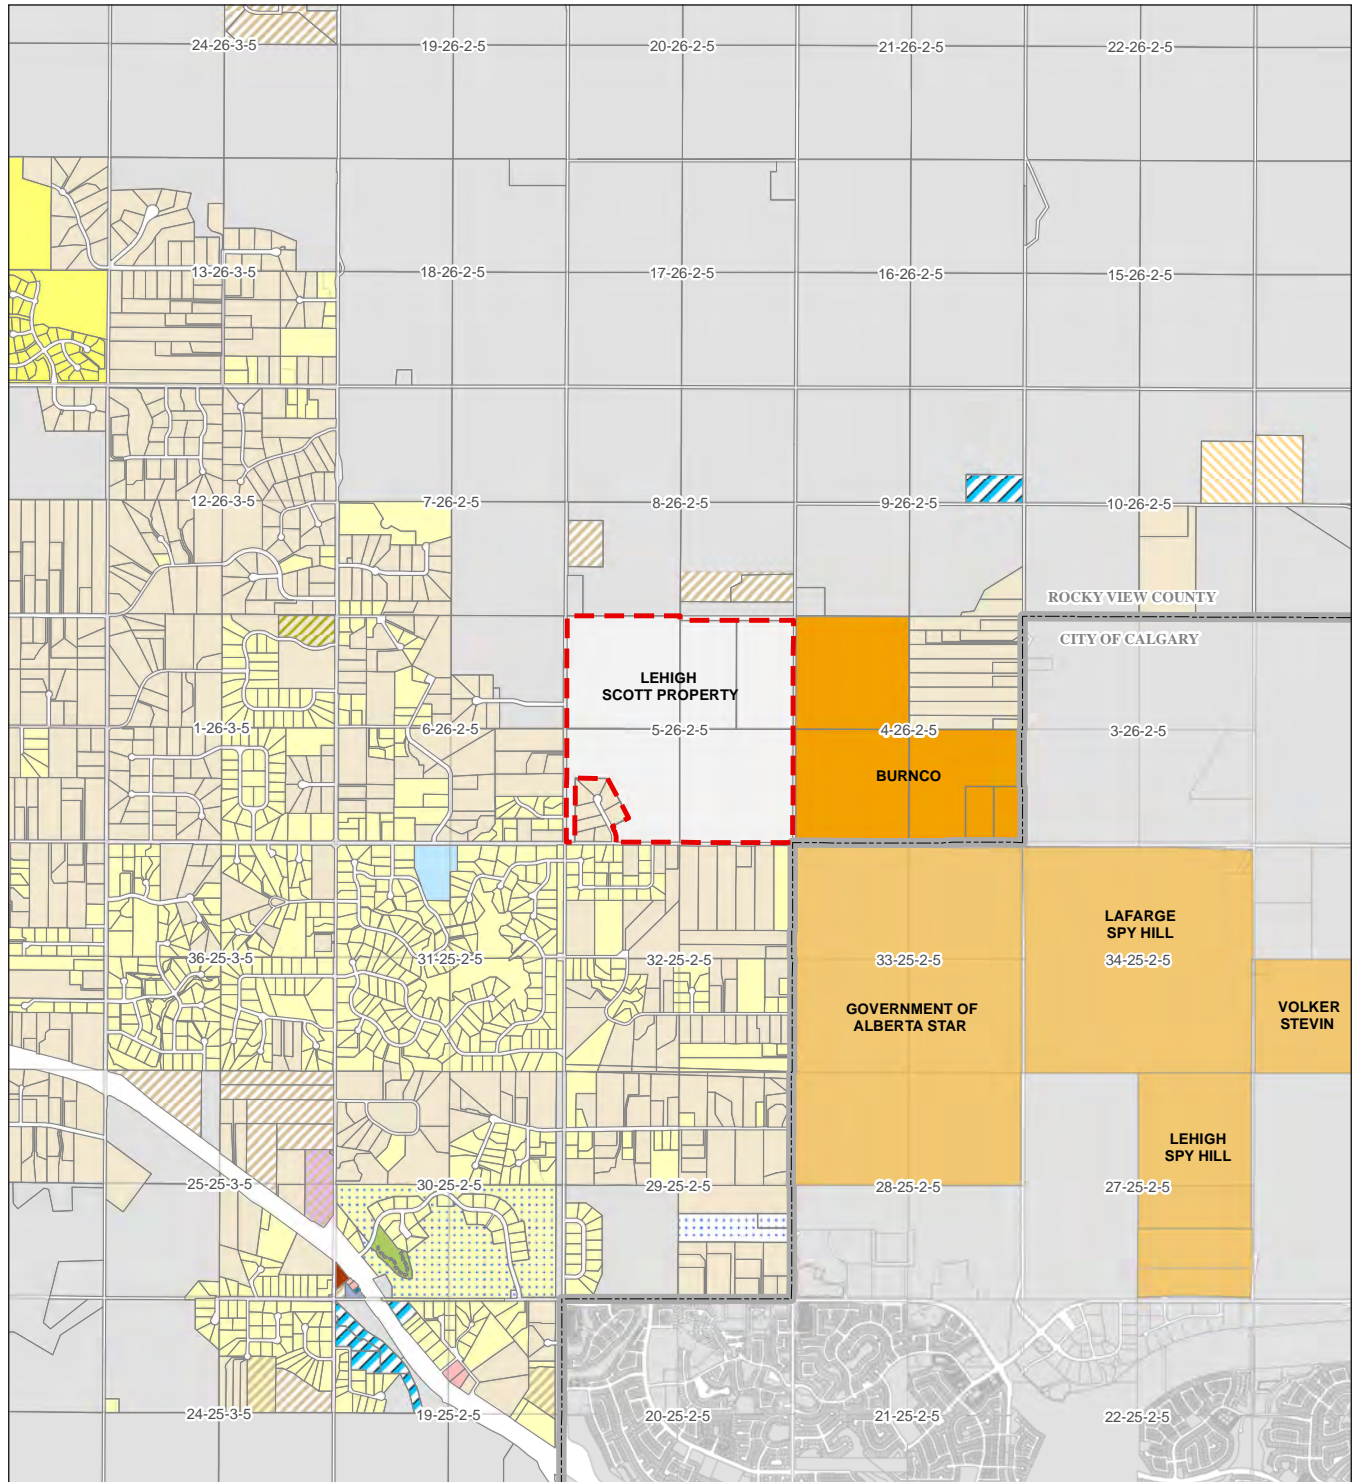 24-26-3-5
19-26-2-5
20-26-2-5
21-26-2-5
22-26-2-5
13-26-3-5
18-26-2-5
17-26-2-5
16-26-2-5
15-26-2-5
12-26-3-5
7-26-2-5
8-26-2-5
9-26-2-5
10-26-2-5
ROCKY VIEW COUNTY
CITY OF CALGARY
LEHIGH
SCOTT PROPERTY
1-26-3-5
6-26-2-5
5-26-2-5
4-26-2-5
3-26-2-5
BURNCO
LAFARGE
SPY HILL
36-25-3-5
31-25-2-5
32-25-2-5
33-25-2-5
34-25-2-5
GOVERNMENT OF
ALBERTA STAR
VOLKER
STEVIN
LEHIGH
SPY HILL
25-25-3-5
30-25-2-5
29-25-2-5
28-25-2-5
27-25-2-5
24-25-3-5
19-25-2-5
20-25-2-5
21-25-2-5
22-25-2-5